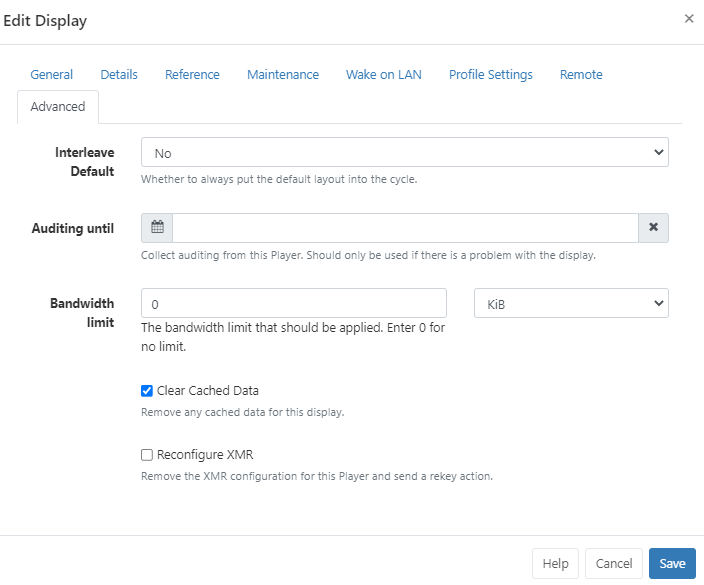 Edit Display
×
General Details Reference Maintenance Wake on LAN Profile Settings Remote
Advanced
Interleave
Default
No
Whether to always put the default layout into the cycle.
Auditing until
Collect auditing from this Player. Should only be used if there is a problem with the display.
Bandwidth
limit
0
KiB
The bandwidth limit that should be applied. Enter 0 for
no limit.
Clear Cached Data
Remove any cached data for this display.
Reconfigure XMR
Remove the XMR configuration for this Player and send a rekey action.
Help Cancel Save